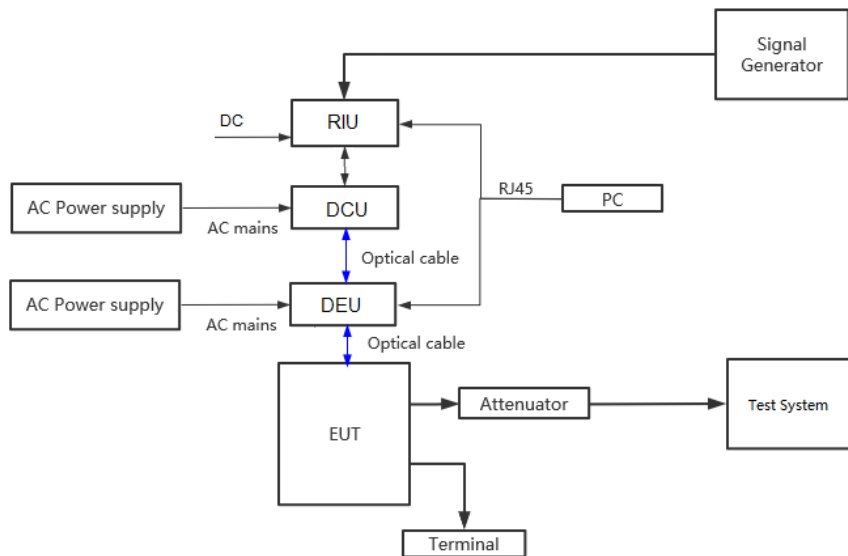 Signal
Generator
DC
RIU
RJ45
PC
AC Power supply
AC mains
DCU
Optical cable
AC Power supply
AC mains
DEU
Optical cable
EUT
Attenuator
Test System
Terminal